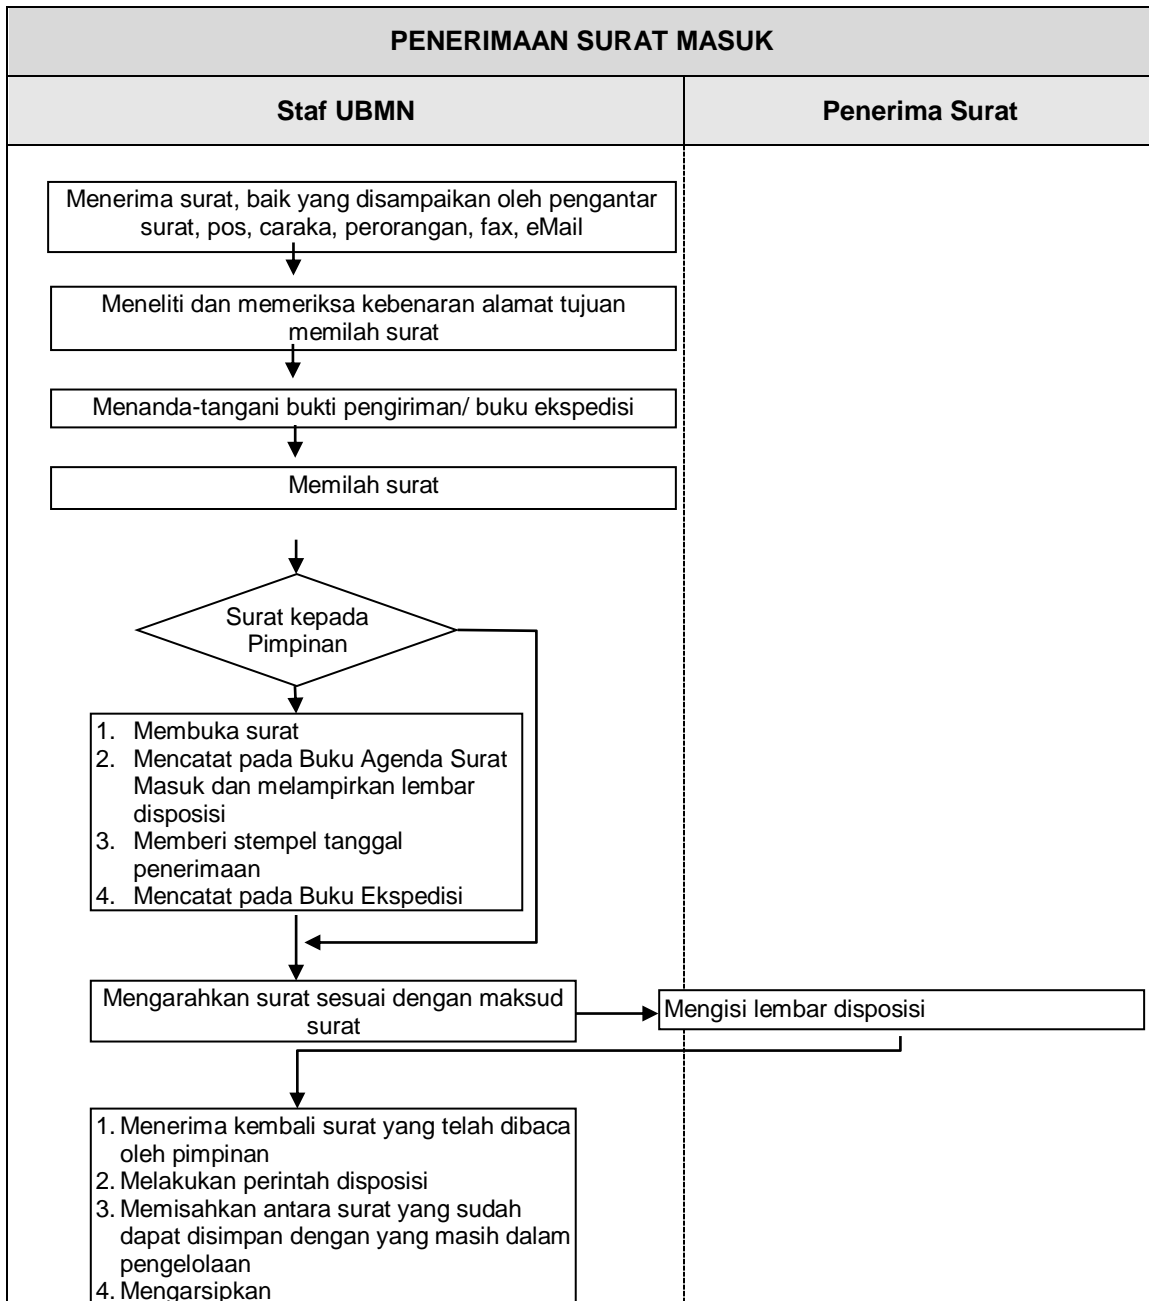 PENERIMAAN SURAT MASUK
Staf UBMN
Penerima Surat
Menerima surat, baik yang disampaikan oleh pengantar
surat, pos, caraka, perorangan, fax, eMail
Meneliti dan memeriksa kebenaran alamat tujuan
memilah surat
Menanda-tangani bukti pengiriman/ buku ekspedisi
Memilah surat
Surat kepada
Pimpinan
1. Membuka surat
2. Mencatat pada Buku Agenda Surat
Masuk dan melampirkan lembar
disposisi
3. Memberi stempel tanggal
penerimaan
4. Mencatat pada Buku Ekspedisi
Mengarahkan surat sesuai dengan maksud
surat
Mengisi lembar disposisi
1. Menerima kembali surat yang telah dibaca
oleh pimpinan
2. Melakukan perintah disposisi
3. Memisahkan antara surat yang sudah
dapat disimpan dengan yang masih dalam
pengelolaan
4. Mengarsipkan